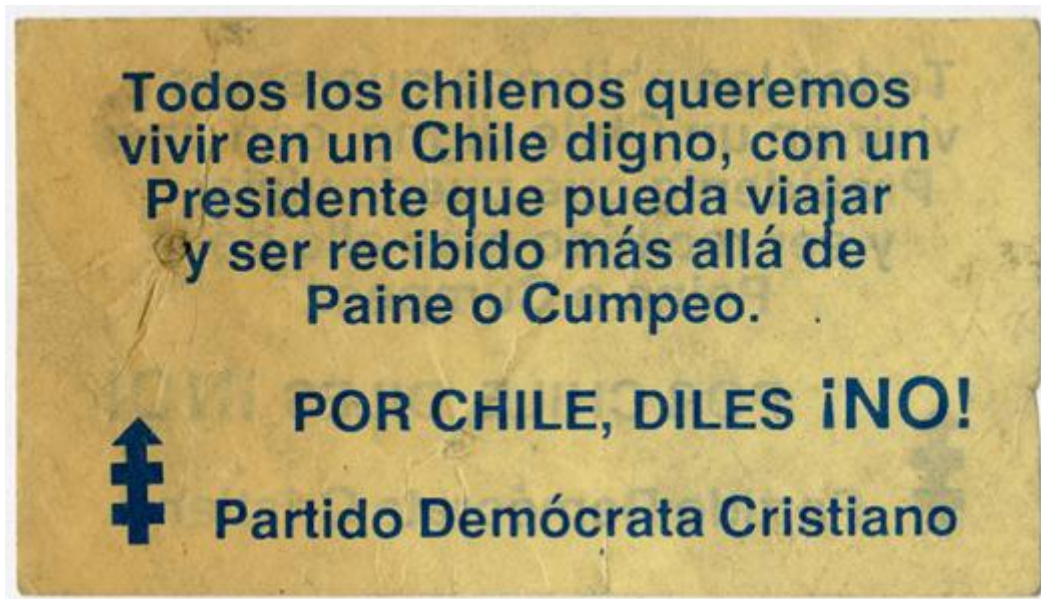 Todos los chilenos queremos
vivir en un Chile digno, con un
Presidente que pueda viajar
y ser recibido más allá de
Paine o Cumpeo.
POR CHILE, DILES ¡NO!
Partido Demócrata Cristiano